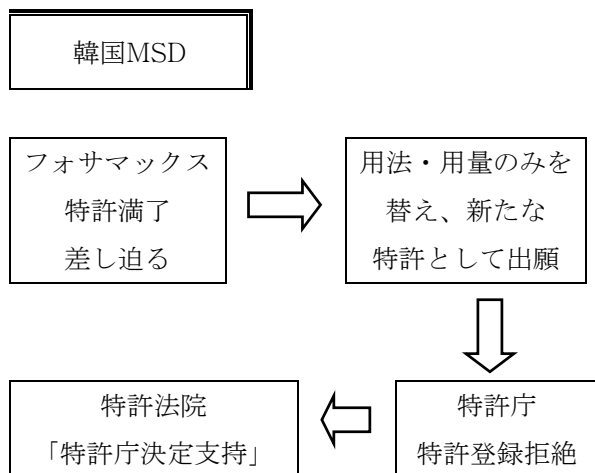 韓国MSD
フォサマックス
特許満了
差し迫る
用法・用量のみを
替え、新たな
特許として出願
特許庁
特許登録拒絶
特許法院
「特許庁決定支持」